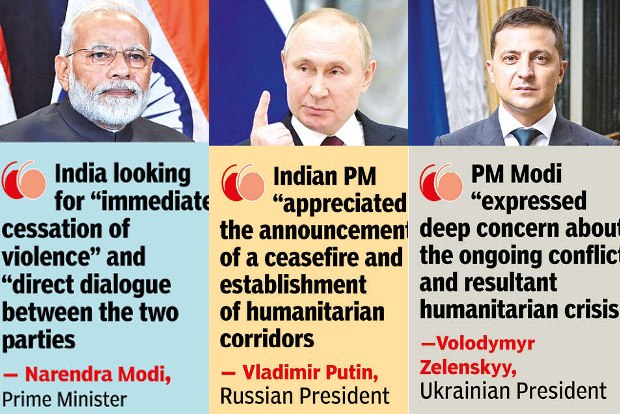 India looking
for “immediate
cessation of
violence” and
“direct dialogue
between the two
parties
— Narendra Modi,
Prime Minister
Indian PM
“appreciated
the announcement
of a ceasefire and
establishment
of humanitarian
corridors
— Vladimir Putin,
Russian President
PM Modi
“expressed
deep concern about
the ongoing conflict
and resultant
humanitarian crisis
—Volodymyr
Zelenskyy,
Ukrainian President